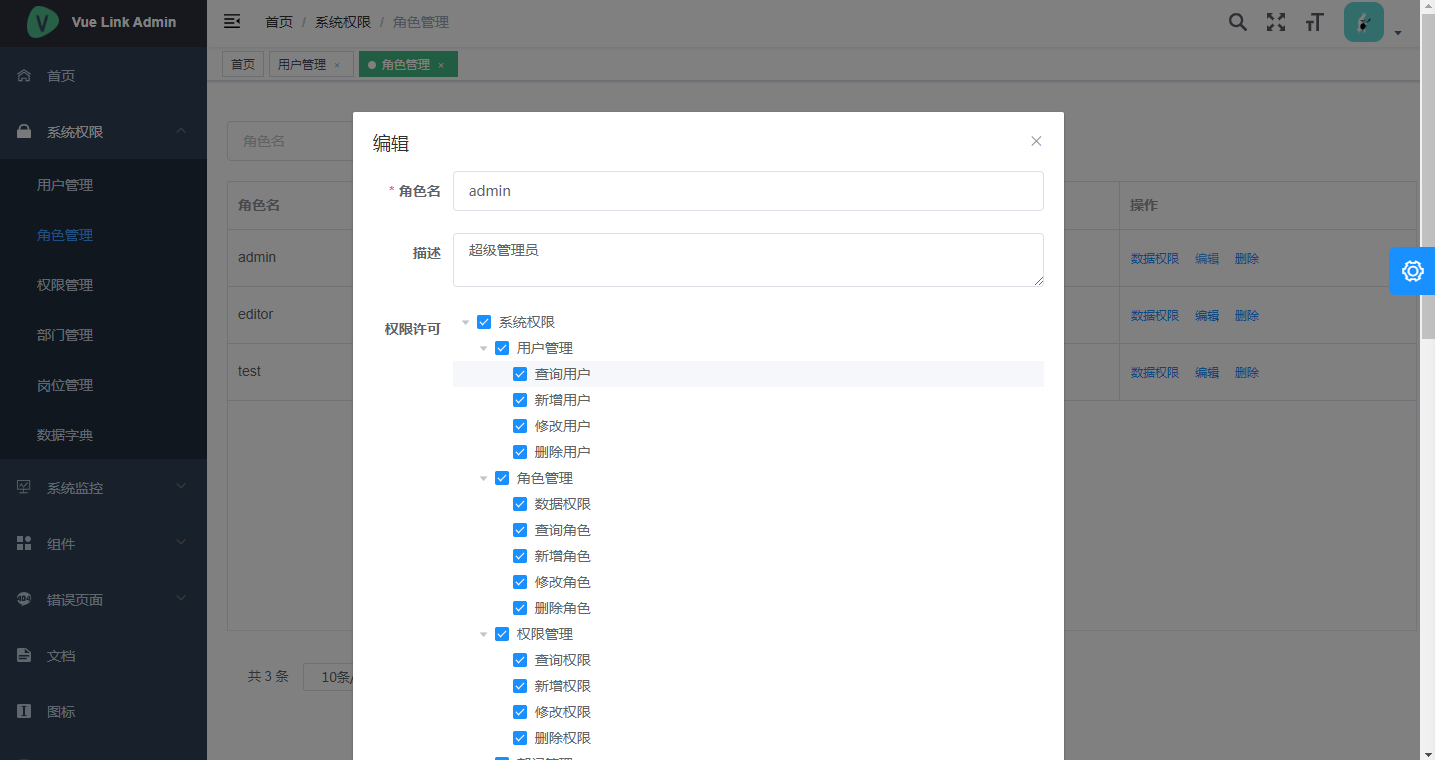 Vue Link Admin
首页 / 系统权限 / 角色管理
首页
用户管理 ×
角色管理 ×
首页
系统权限
用户管理
角色管理
权限管理
部门管理
岗位管理
数据字典
系统监控
组件
错误页面
文档
图标
角色名
角色名
操作
admin
数据权限 编辑 删除
editor
数据权限 编辑 删除
test
数据权限 编辑 删除
共 3 条
10条/
编辑
* 角色名
admin
描述
超级管理员
权限许可
系统权限
用户管理
查询用户
新增用户
修改用户
删除用户
角色管理
数据权限
查询角色
新增角色
修改角色
删除角色
权限管理
查询权限
新增权限
修改权限
删除权限
部门管理